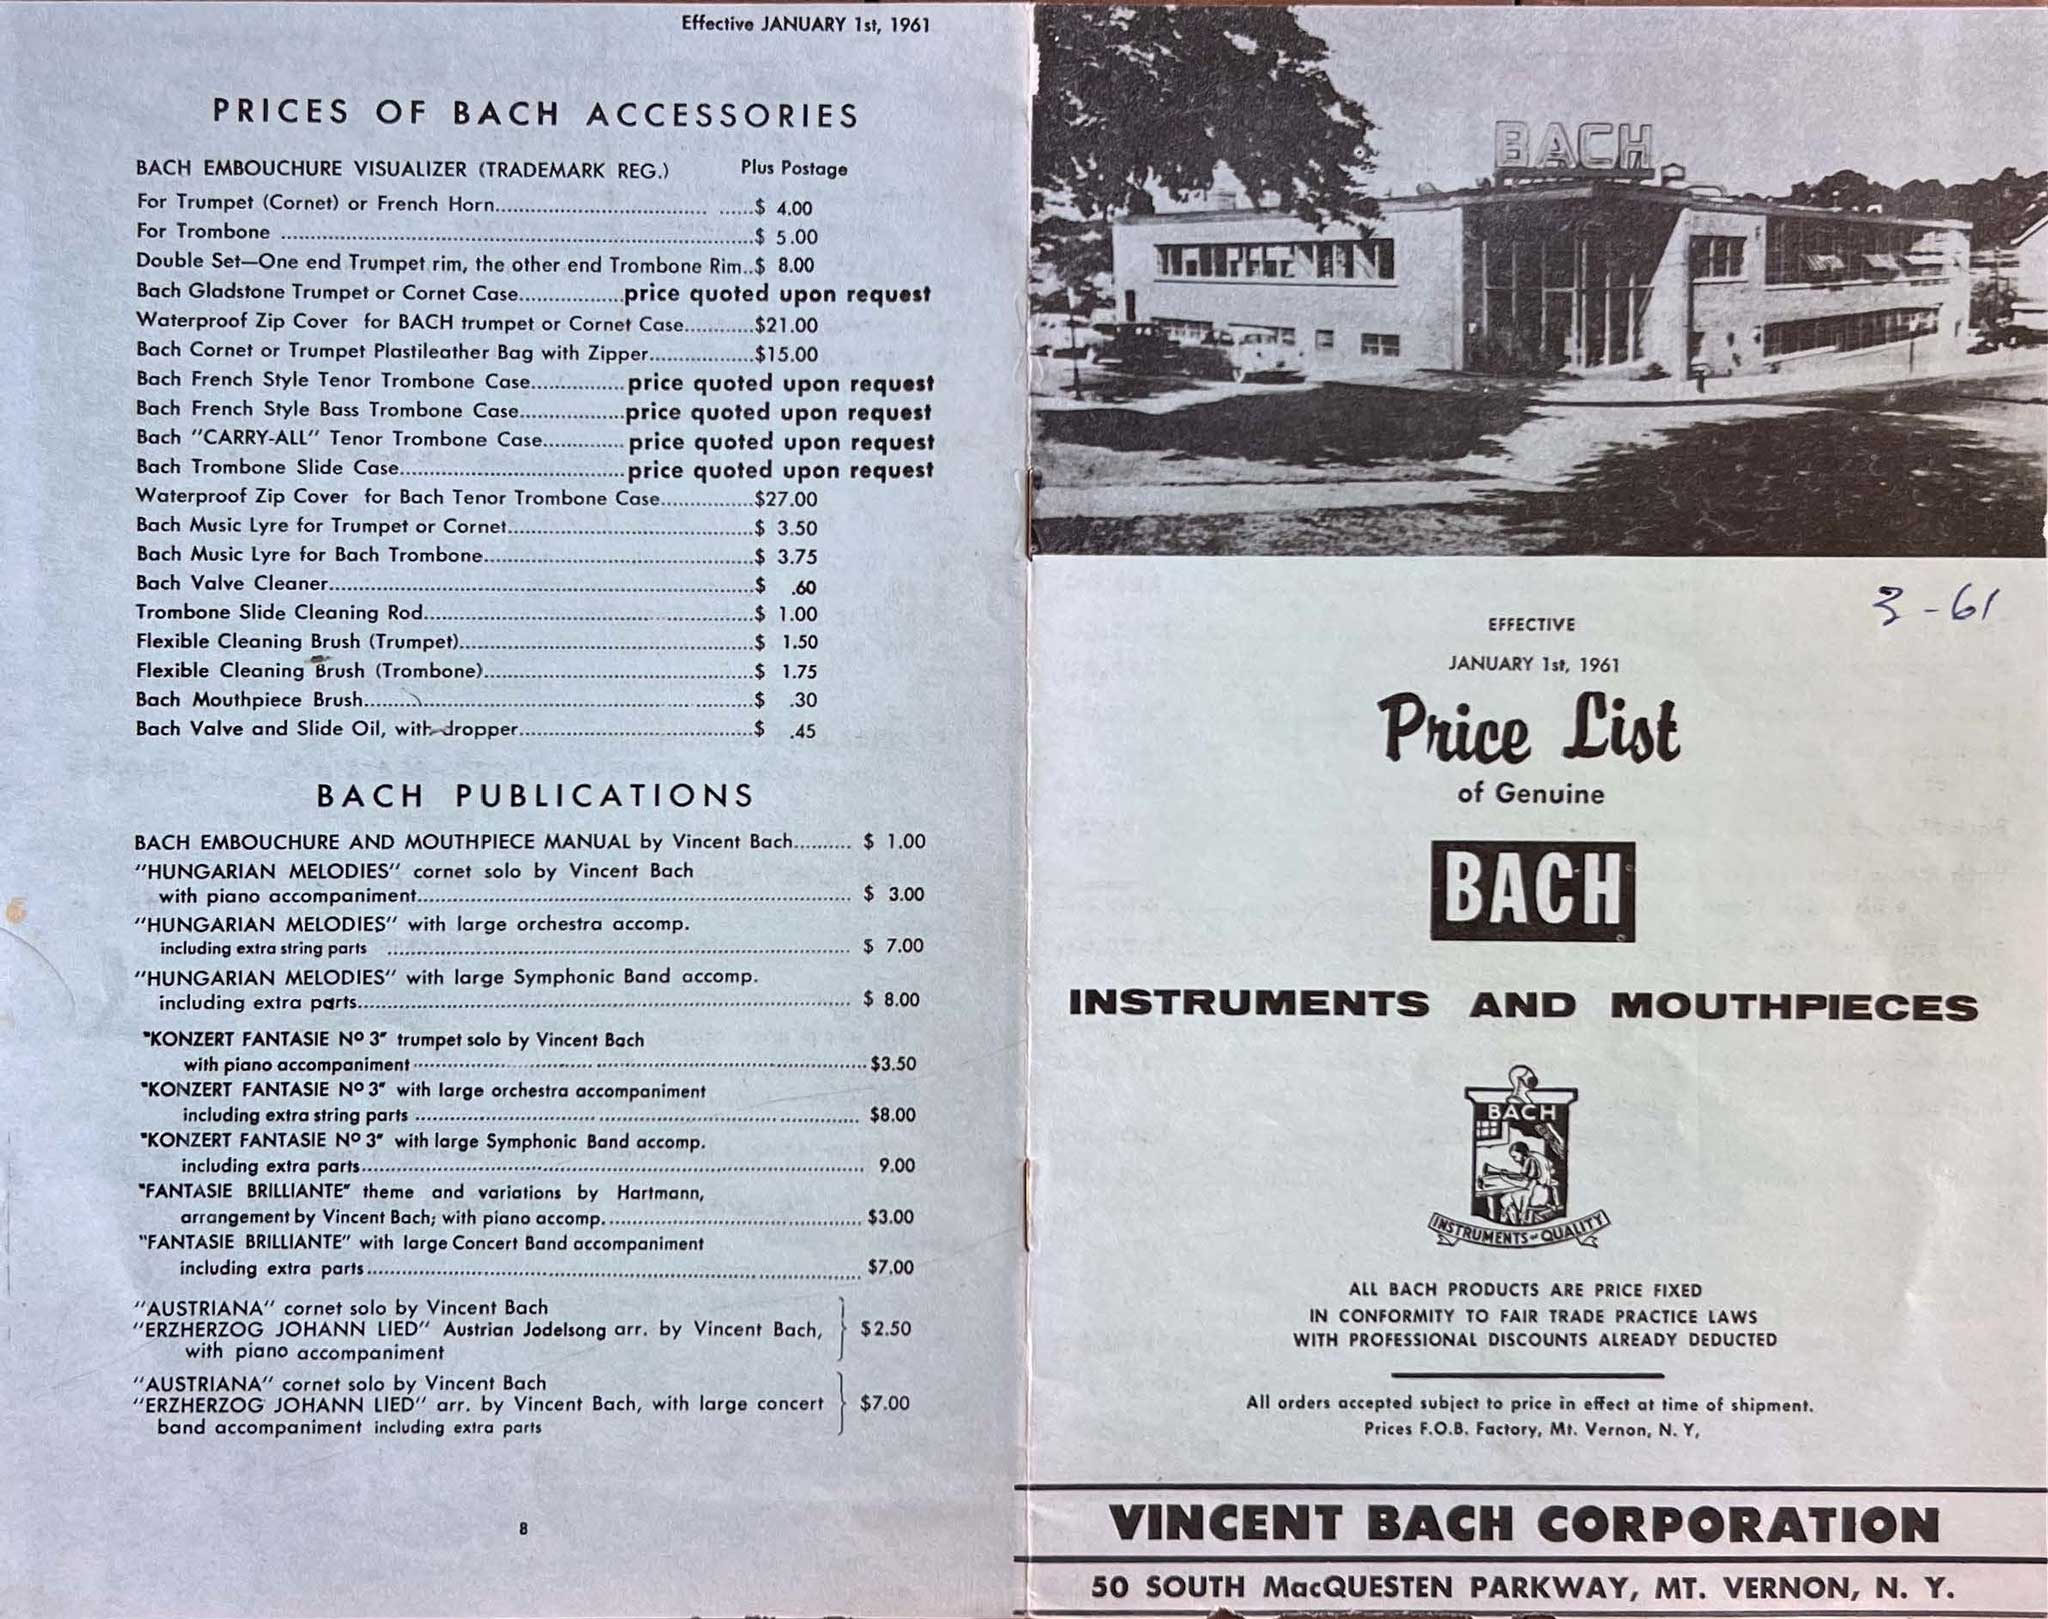 Effective JANUARY 1st, 1961
PRICES OF BACH ACCESSORIES
BACH EMBOUCHURE VISUALIZER (TRADEMARK REG.) Plus Postage
For Trumpet (Cornet) or French Horn............................................ ......$ 4.00
For Trombone ................................................................................$ 5.00
Double Set—One end Trumpet rim, the other end Trombone Rim..$ 8.00
Bach Gladstone Trumpet or Cornet Case..................price quoted upon request
Waterproof Zip Cover for BACH trumpet or Cornet Case............$21.00
Bach Cornet or Trumpet Plastileather Bag with Zipper..................$15.00
Bach French Style Tenor Trombone Case................price quoted upon request
Bach French Style Bass Trombone Case..................price quoted upon request
Bach "CARRY-ALL" Tenor Trombone Case..............price quoted upon request
Bach Trombone Slide Case......................................price quoted upon request
Waterproof Zip Cover for Bach Tenor Trombone Case................$27.00
Bach Music Lyre for Trumpet or Cornet..........................................$ 3.50
Bach Music Lyre for Bach Trombone..............................................$ 3.75
Bach Valve Cleaner........................................................................$ .60
Trombone Slide Cleaning Rod........................................................$ 1.00
Flexible Cleaning Brush (Trumpet)..................................................$ 1.50
Flexible Cleaning Brush (Trombone)..............................................$ 1.75
Bach Mouthpiece Brush..................................................................$ .30
Bach Valve and Slide Oil, with dropper........................................$ .45
BACH PUBLICATIONS
BACH EMBOUCHURE AND MOUTHPIECE MANUAL by Vincent Bach.......... $ 1.00
"HUNGARIAN MELODIES" cornet solo by Vincent Bach
with piano accompaniment.......................................................................... $ 3.00
"HUNGARIAN MELODIES" with large orchestra accomp.
including extra string parts .............................................................................. $ 7.00
"HUNGARIAN MELODIES" with large Symphonic Band accomp.
including extra parts.................................................................................... $ 8.00
"KONZERT FANTASIE Nº 3" trumpet solo by Vincent Bach
with piano accompaniment..............................................................................$3.50
"KONZERT FANTASIE Nº 3" with large orchestra accompaniment
including extra string parts ........................................................................... $8.00
"KONZERT FANTASIE Nº 3" with large Symphonic Band accomp.
including extra parts..................................................................................... 9.00
"FANTASIE BRILLIANTE" theme and variations by Hartmann,
arrangement by Vincent Bach; with piano accomp............................................ $3.00
"FANTASIE BRILLIANTE" with large Concert Band accompaniment
including extra parts..................................................................................... $7.00
"AUSTRIANA" cornet solo by Vincent Bach
"ERZHERZOG JOHANN LIED" Austrian Jodelsong arr. by Vincent Bach, $2.50
with piano accompaniment
"AUSTRIANA" cornet solo by Vincent Bach
"ERZHERZOG JOHANN LIED" arr. by Vincent Bach, with large concert $7.00
band accompaniment including extra parts
8
BACH
3-61
EFFECTIVE
JANUARY 1st, 1961
Price List
of Genuine
BACH
INSTRUMENTS AND MOUTHPIECES
BACH
INSTRUMENTS OF QUALITY
ALL BACH PRODUCTS ARE PRICE FIXED
IN CONFORMITY TO FAIR TRADE PRACTICE LAWS
WITH PROFESSIONAL DISCOUNTS ALREADY DEDUCTED
All orders accepted subject to price in effect at time of shipment.
Prices F.O.B. Factory, Mt. Vernon, N. Y,
VINCENT BACH CORPORATION
50 SOUTH MacQUESTEN PARKWAY, MT. VERNON, N. Y.